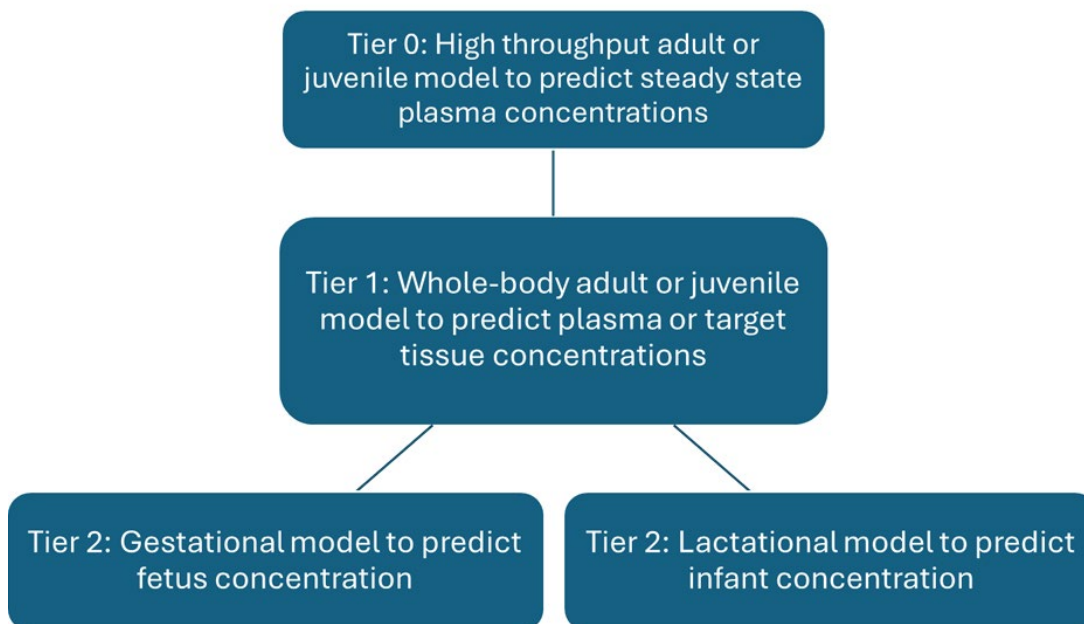 Tier 0: High throughput adult or
juvenile model to predict steady state
plasma concentrations
Tier 1: Whole-body adult or juvenile
model to predict plasma or target
tissue concentrations
Tier 2: Gestational model to predict
fetus concentration
Tier 2: Lactational model to predict
infant concentration